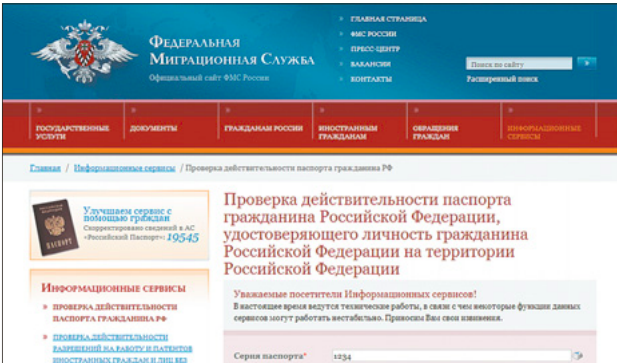 ФЕДЕРАЛЬНАЯ
МИГРАЦИОННАЯ СЛУЖБА
Официальный сайт ФМС России
ГЛАВНАЯ СТРАНИЦА
ФМС РОССИИ
ПРЕСС-ЦЕНТР
ВАКАНСИИ
КОНТАКТЫ
Поиск по сайту
Расширенный поиск
ГОСУДАРСТВЕННЫЕ
УСЛУГИ
ДОКУМЕНТЫ
ГРАЖДАНАМ РОССИИ
ИНОСТРАННЫМ
ГРАЖДАНАМ
ОБРАЩЕНИЯ
ГРАЖДАН
ИНФОРМАЦИОННЫЕ
СЕРВИСЫ
Главная / Информационные сервисы / Проверка действительности паспорта гражданина РФ
ПАСПОРТ
Улучшаем сервис с
помощью граждан
Скорректировано сведений в АС
«Российский Паспорт»: 19545
ИНФОРМАЦИОННЫЕ СЕРВИСЫ
ПРОВЕРКА ДЕЙСТВИТЕЛЬНОСТИ
ПАСПОРТА ГРАЖДАНИНА РФ
ПРОВЕРКА ДЕЙСТВИТЕЛЬНОСТИ
РАЗРЕШЕНИЙ НА РАБОТУ И ПАТЕНТОВ
ИНОСТРАННЫХ ГРАЖДАН И ЛИЦ БЕЗ
Проверка действительности паспорта
гражданина Российской Федерации,
удостоверяющего личность гражданина
Российской Федерации на территории
Российской Федерации
Уважаемые посетители Информационных сервисов!
В настоящее время ведутся технические работы, в связи с чем некоторые функции данных
сервисов могут работать нестабильно. Приносим Вам свои извинения.
Серия паспорта* 1234